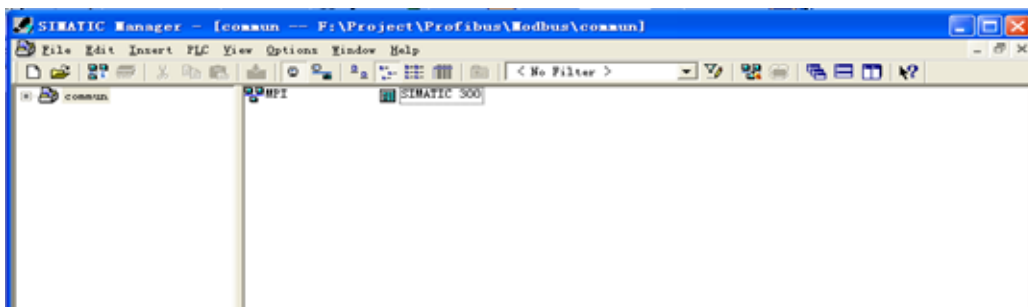 SIMATIC Manager - [commun -- F:\Project\Profibus\Modbus\commun]
File Edit Insert PLC View Options Window Help
< No Filter >
commun
MPI SIMATIC 300